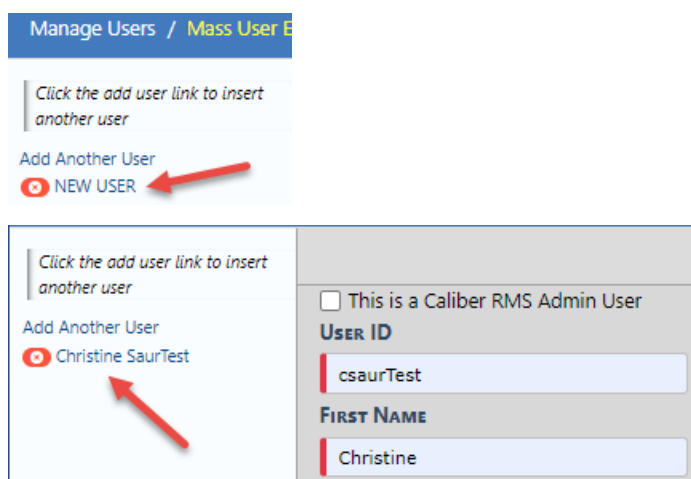 Manage Users / Mass User E
Click the add user link to insert
another user
Add Another User
NEW USER
Click the add user link to insert
another user
Add Another User
Christine SaurTest
This is a Caliber RMS Admin User
USER ID
csaurTest
FIRST NAME
Christine